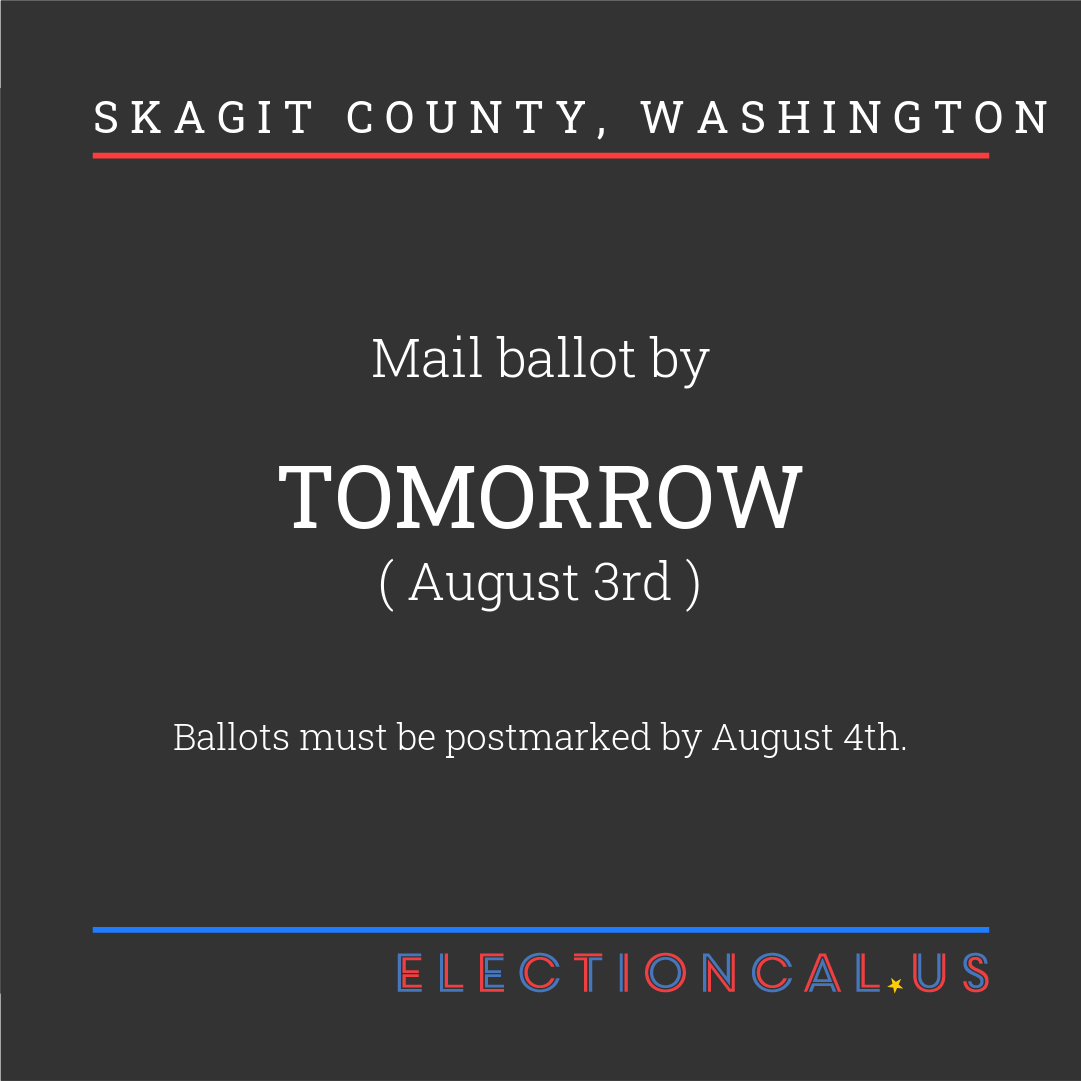 SKAGIT COUNTY, WASHINGTON
Mail ballot by
TOMORROW
( August 3rd )
Ballots must be postmarked by August 4th.
ELECTIONCAL.US